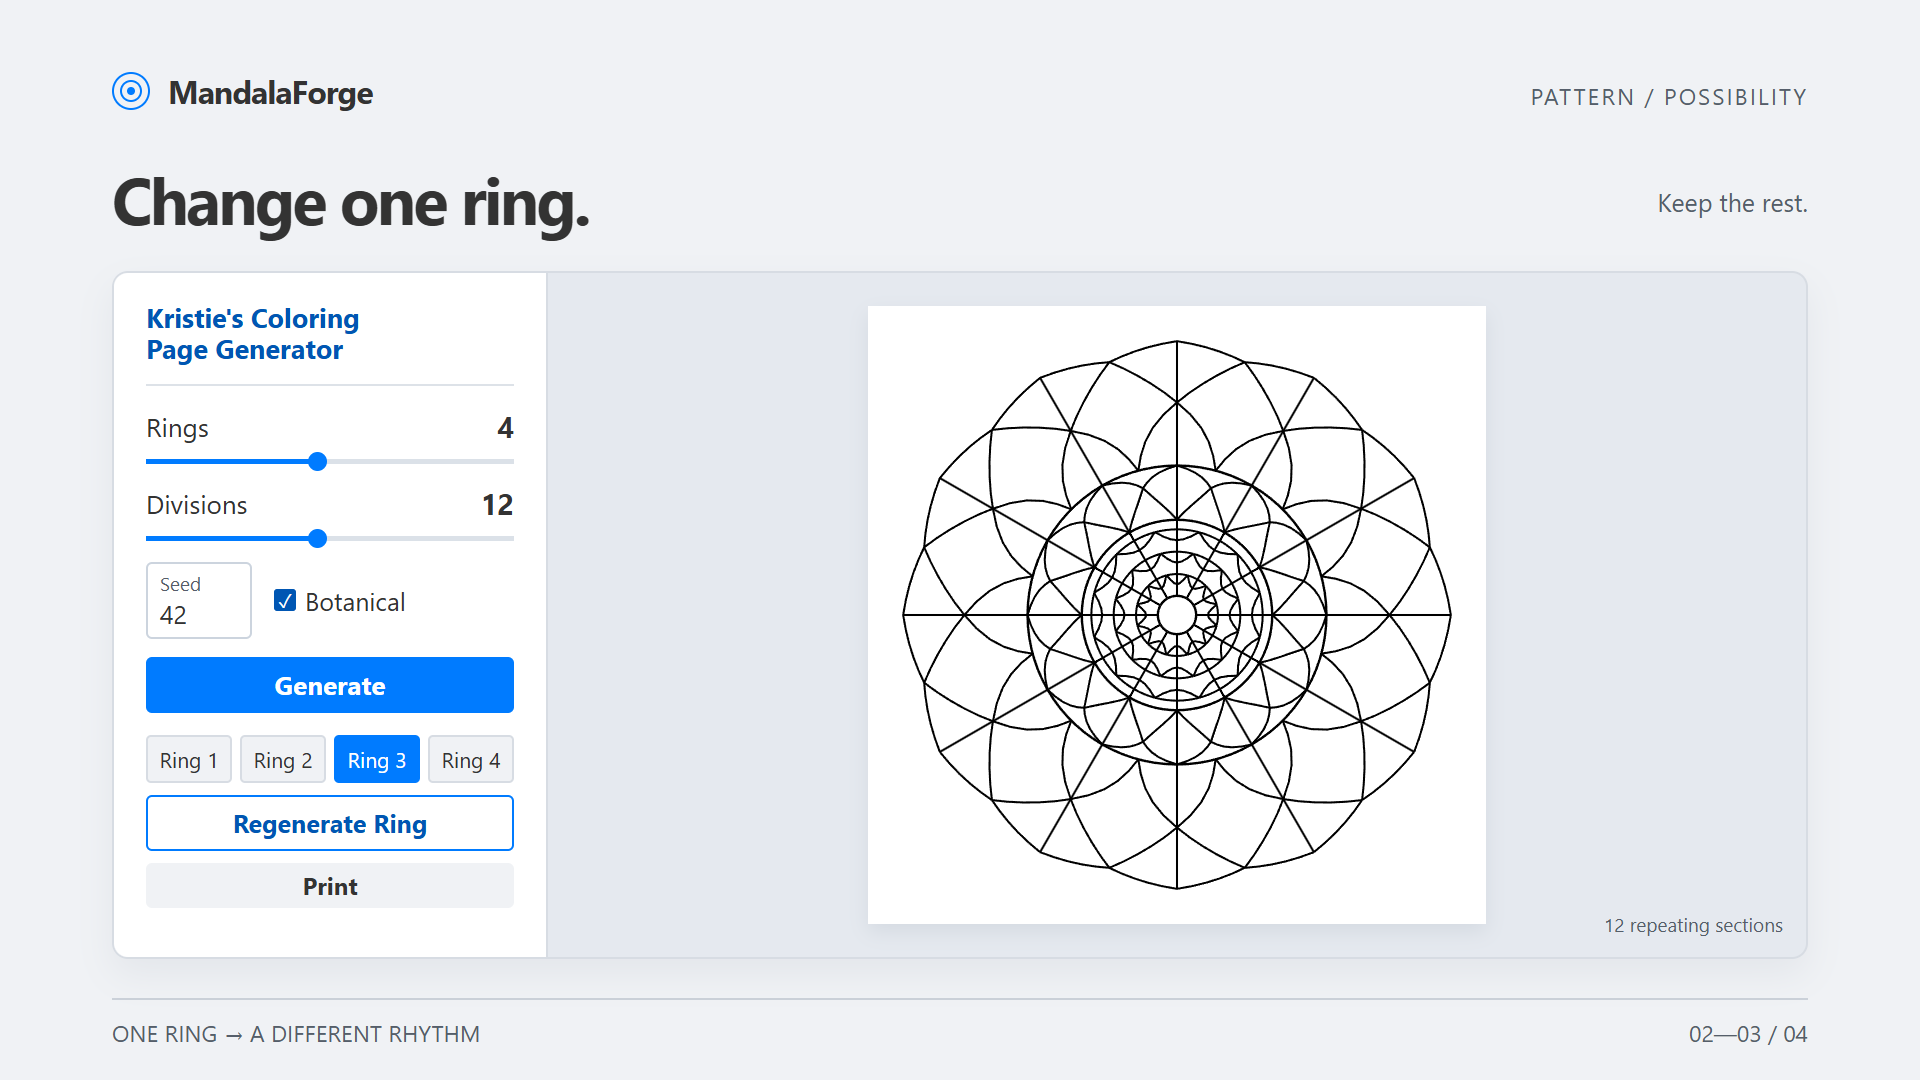 MandalaForge
PATTERN / POSSIBILITY
Change one ring.
Keep the rest.
Kristie's Coloring
Page Generator
Rings 4
Divisions 12
Seed
42
Botanical
Generate
Ring 1 Ring 2 Ring 3 Ring 4
Regenerate Ring
Print
12 repeating sections
ONE RING → A DIFFERENT RHYTHM
02—03 / 04